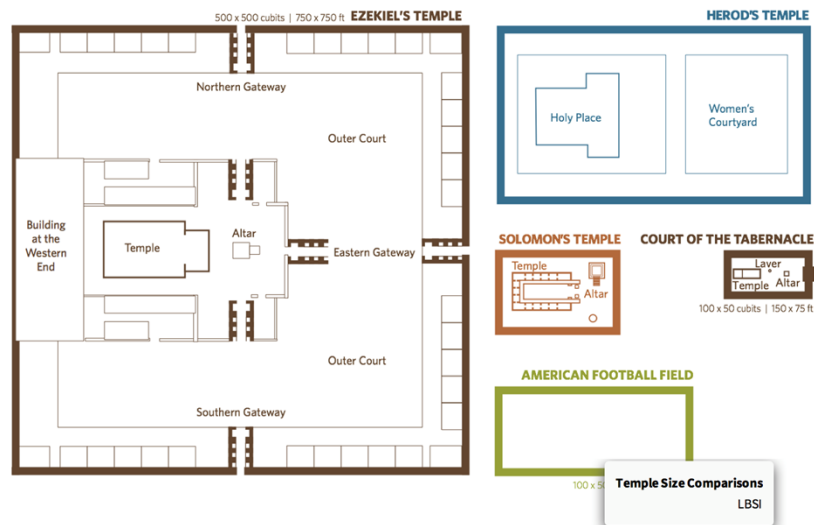 500 x 500 cubits | 750 x 750 ft EZEKIEL'S TEMPLE
Northern Gateway
Outer Court
Building
at the
Western
End
Temple
Altar
Eastern Gateway
Outer Court
Southern Gateway
HEROD'S TEMPLE
Holy Place
Women's
Courtyard
SOLOMON'S TEMPLE
Temple
Altar
COURT OF THE TABERNACLE
Laver
Temple
Altar
100 x 50 cubits | 150 x 75 ft
AMERICAN FOOTBALL FIELD
100 x
Temple Size Comparisons
LBSI